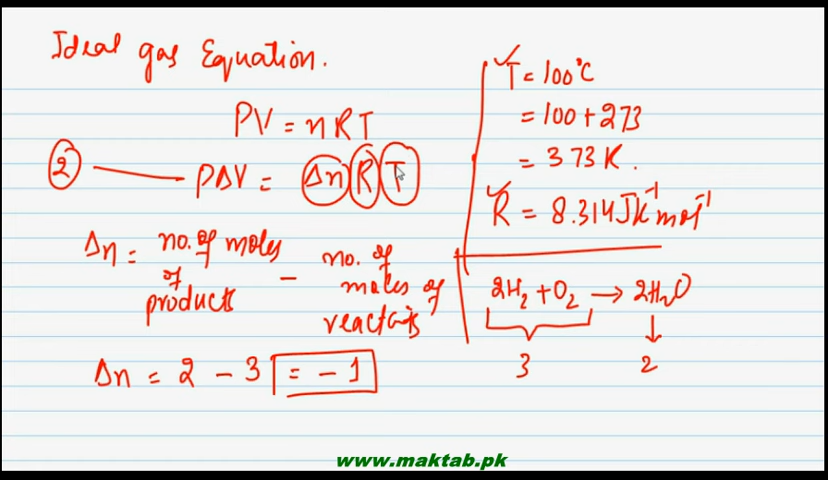 Ideal gas Equation.
PV = nRT
② — PΔV = Δn R T
Δn = no. of moles of products – no. of moles of reactants
Δn = 2 - 3 = - 1
T = 100°C
= 100 + 273
= 373 K.
R = 8.314 JK⁻¹ mol⁻¹
2H₂ + O₂ → 2H₂O
3 2
www.maktab.pk